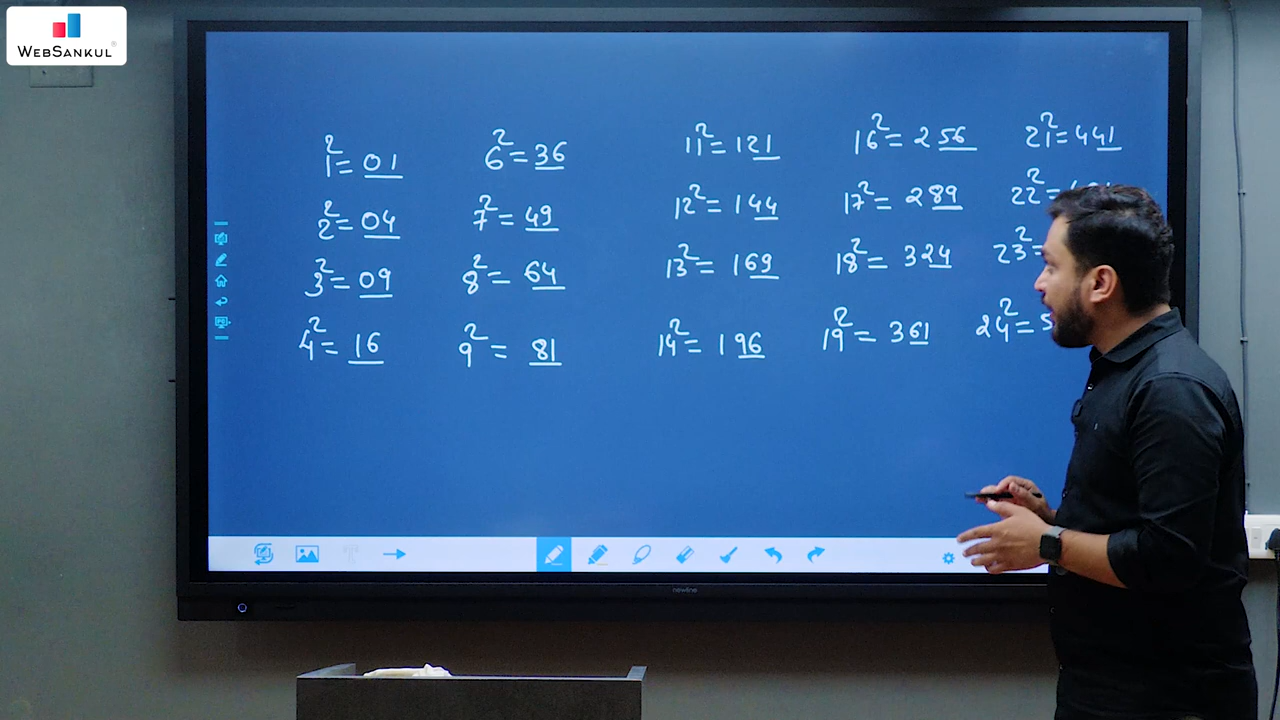 WEBSANKUL®
1² = 01
2² = 04
3² = 09
4² = 16
6² = 36
7² = 49
8² = 64
9² = 81
11² = 121
12² = 144
13² = 169
14² = 196
16² = 256
17² = 289
18² = 324
19² = 361
21² = 441
22² =
23²
24² = 5
newline